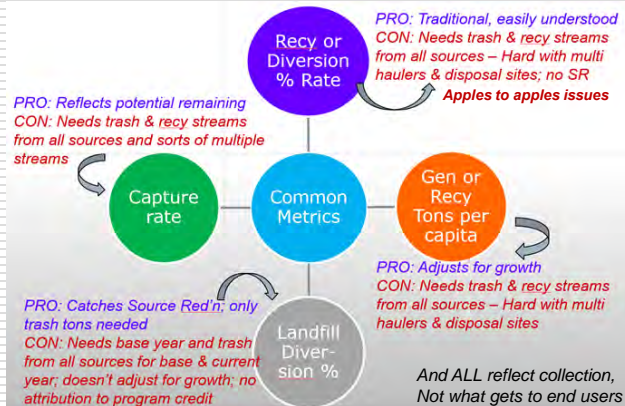 Recy or
Diversion
% Rate
PRO: Traditional, easily understood
CON: Needs trash & recy streams
from all sources – Hard with multi
haulers & disposal sites; no SR
Apples to apples issues
PRO: Reflects potential remaining
CON: Needs trash & recy streams
from all sources and sorts of multiple
streams
Capture
rate
Common
Metrics
Gen or
Recy
Tons per
capita
PRO: Adjusts for growth
CON: Needs trash & recy streams
from all sources – Hard with multi
haulers & disposal sites
PRO: Catches Source Red'n; only
trash tons needed
CON: Needs base year and trash
from all sources for base & current
year; doesn't adjust for growth; no
attribution to program credit
Landfill
Diver-
sion %
And ALL reflect collection,
Not what gets to end users